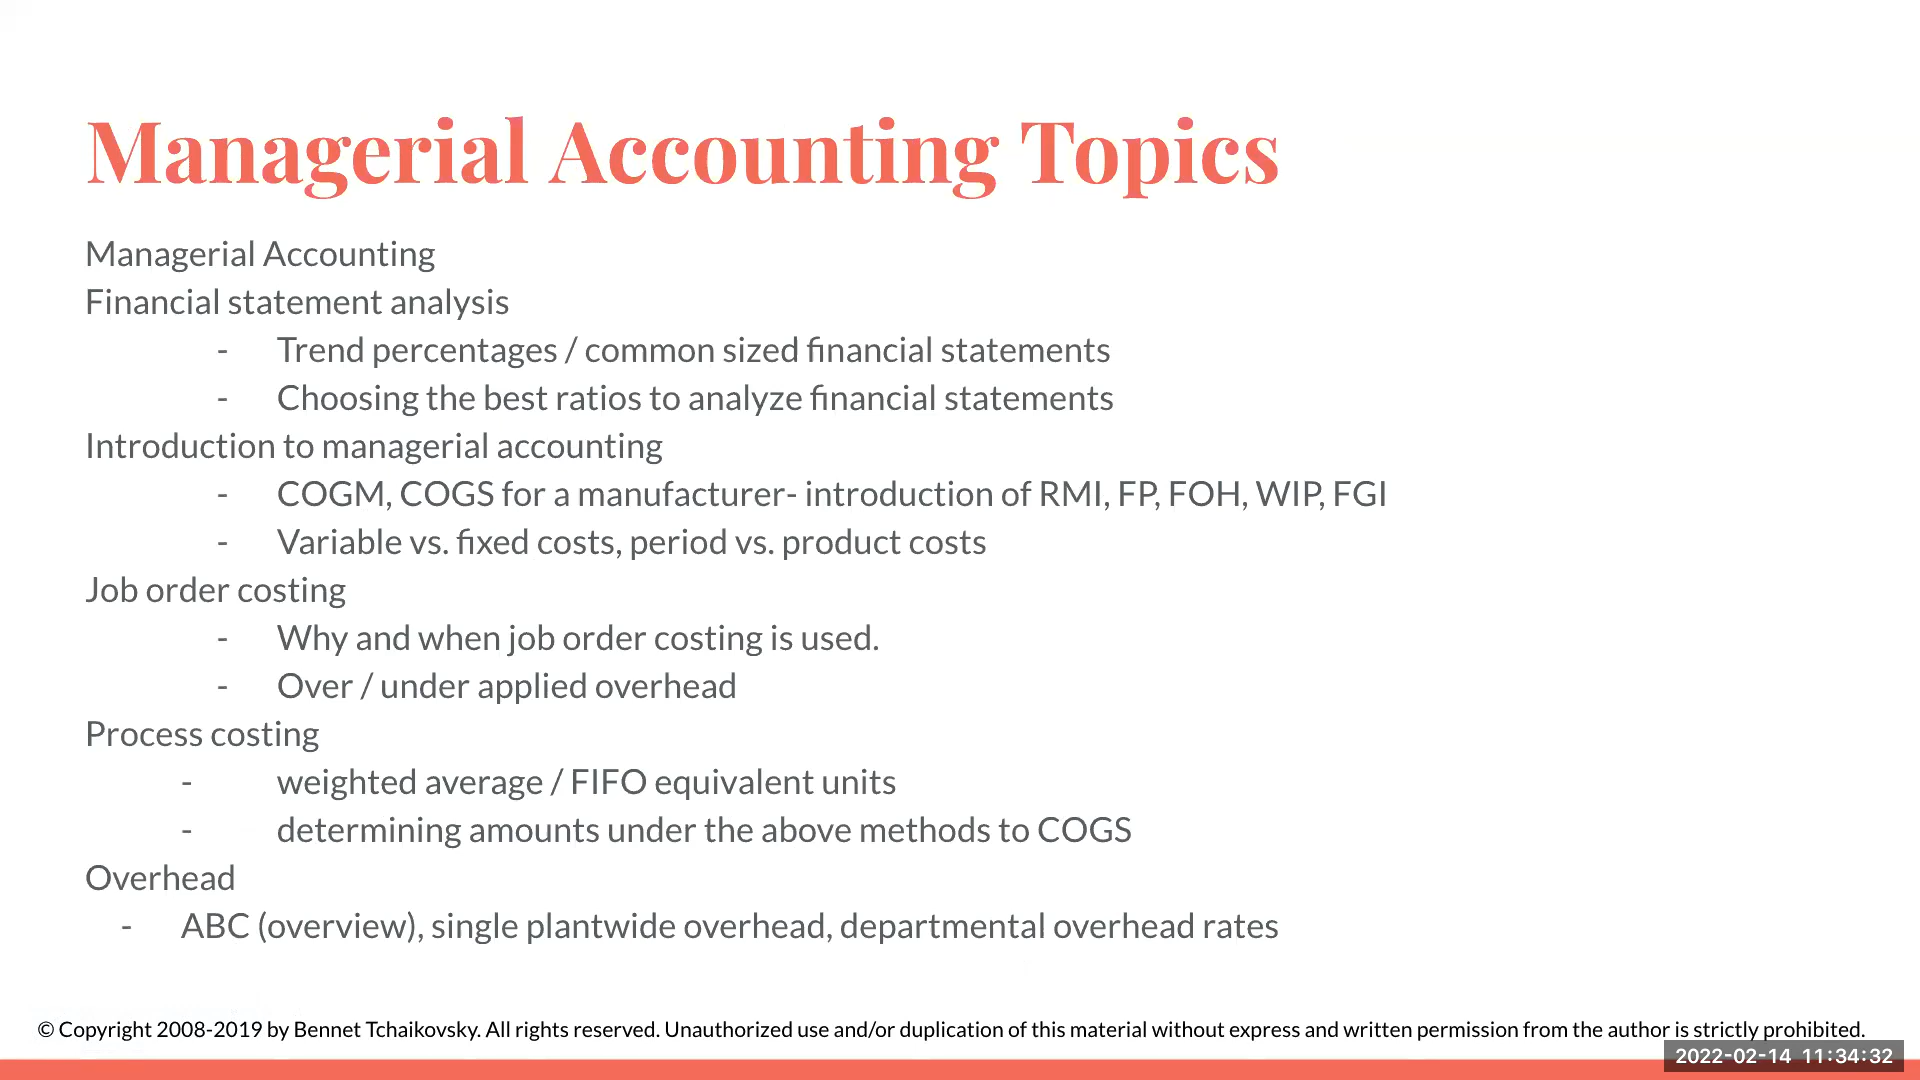 Managerial Accounting Topics
Managerial Accounting
Financial statement analysis
- Trend percentages / common sized financial statements
- Choosing the best ratios to analyze financial statements
Introduction to managerial accounting
- COGM, COGS for a manufacturer- introduction of RMI, FP, FOH, WIP, FGI
- Variable vs. fixed costs, period vs. product costs
Job order costing
- Why and when job order costing is used.
- Over / under applied overhead
Process costing
- weighted average / FIFO equivalent units
- determining amounts under the above methods to COGS
Overhead
- ABC (overview), single plantwide overhead, departmental overhead rates
© Copyright 2008-2019 by Bennet Tchaikovsky. All rights reserved. Unauthorized use and/or duplication of this material without express and written permission from the author is strictly prohibited.
2022-02-14 11:34:32